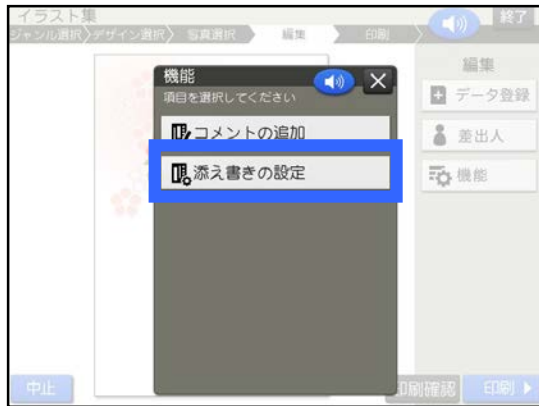 イラスト集
終了
ジャンル選択〉デザイン選択〉写真選択 編集 印刷
編集
データ登録
差出人
機能
機能
項目を選択してください
コメントの追加
添え書きの設定
中止
印刷確認
印刷